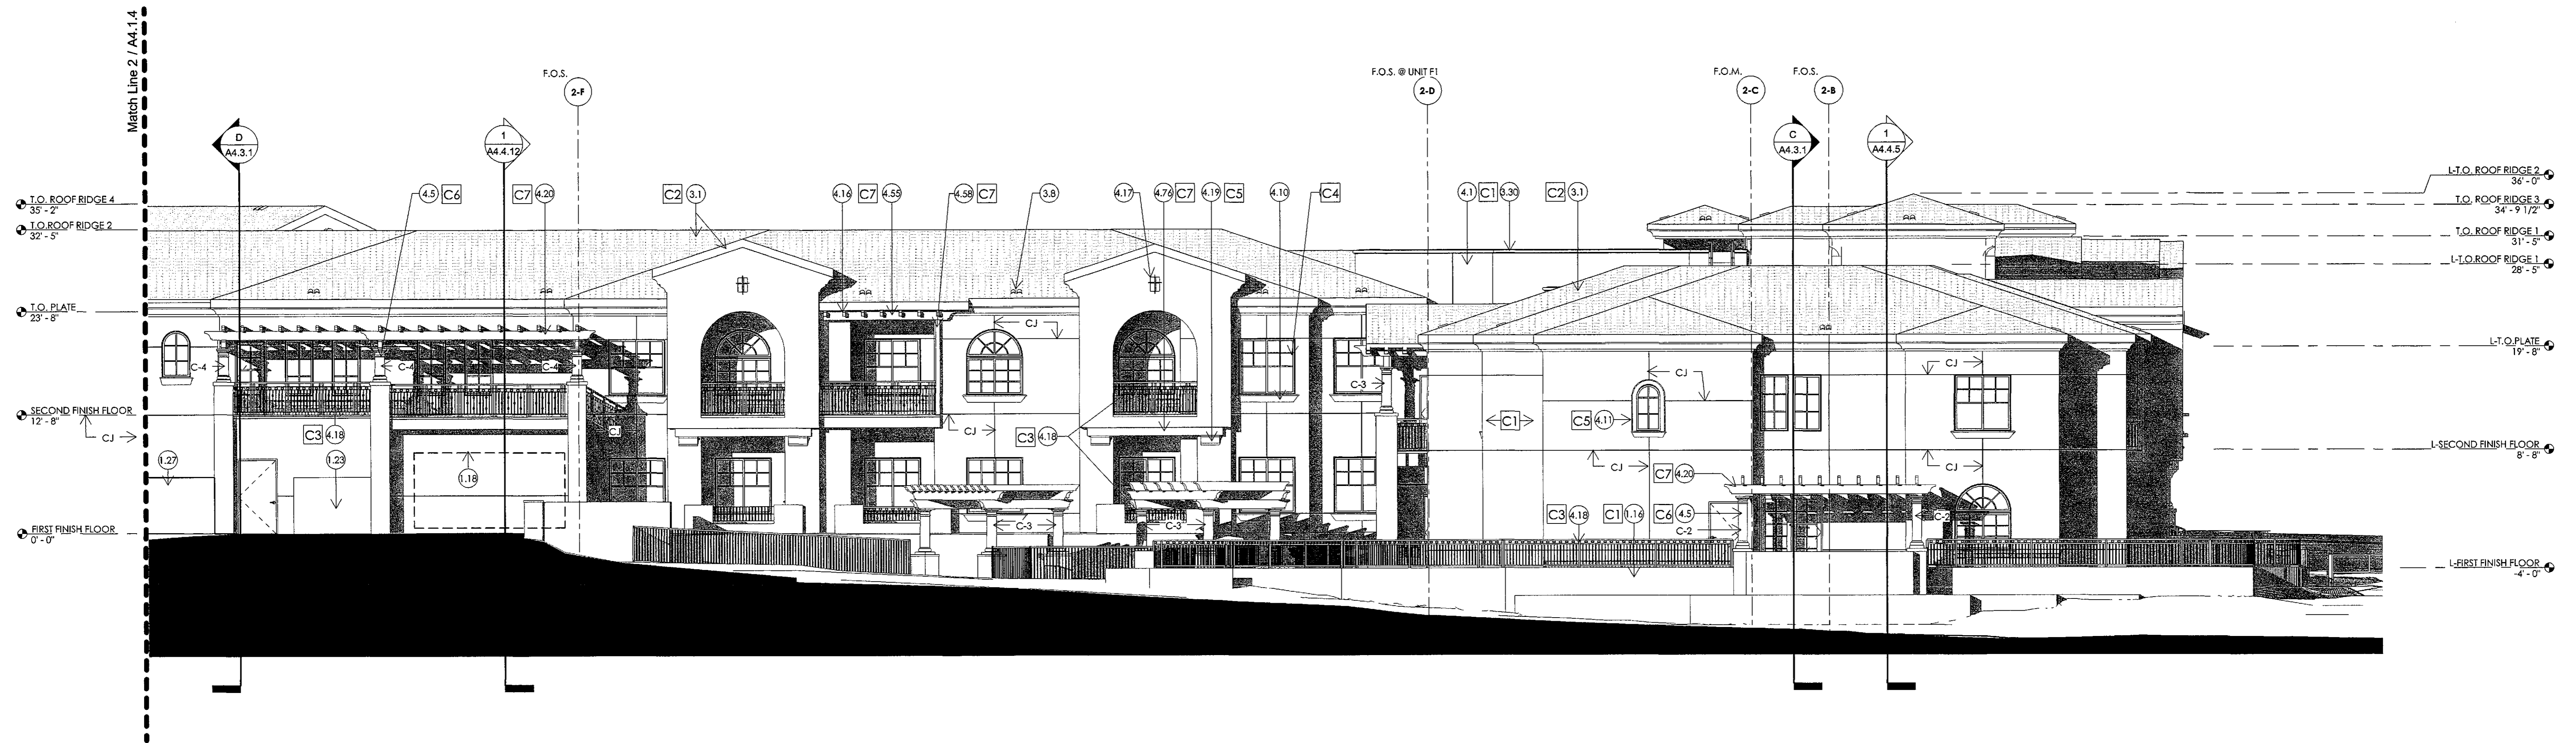 Match Line 2 / A4.1.4
F.O.S.
2-F
F.O.S. @ UNIT F1
2-D
F.O.M.
2-C
F.O.S.
2-B
D
A4.3.1
1
A4.4.12
C
A4.3.1
1
A4.4.5
T.O. ROOF RIDGE 4
35' - 2"
T.O.ROOF RIDGE 2
32' - 5"
T.O. PLATE
23' - 8"
SECOND FINISH FLOOR
12' - 8"
FIRST FINISH FLOOR
0' - 0"
4.5 C6
C7 4.20
C2 3.1
4.16 C7 4.55
4.58 C7
3.8
4.17
4.76 C7
4.19 C5
4.10
C4
4.1 C1 3.30
C2 3.1
L-T.O. ROOF RIDGE 2
36' - 0"
T.O. ROOF RIDGE 3
34' - 9 1/2"
T.O. ROOF RIDGE 1
31' - 5"
L-T.O.ROOF RIDGE 1
28' - 5"
L-T.O.PLATE
19' - 8"
L-SECOND FINISH FLOOR
8' - 8"
L-FIRST FINISH FLOOR
-4' - 0"
CJ
C-4
C-4
C-4
C-3
CJ
CJ
C1
C5 4.11
CJ
C3 4.18
CJ
CJ
C3 4.18
1.27
1.23
1.18
CJ
CJ
C7 4.20
C3 4.18
C1 1.16
C6 4.5
C-2
C-2
C-3
C-3